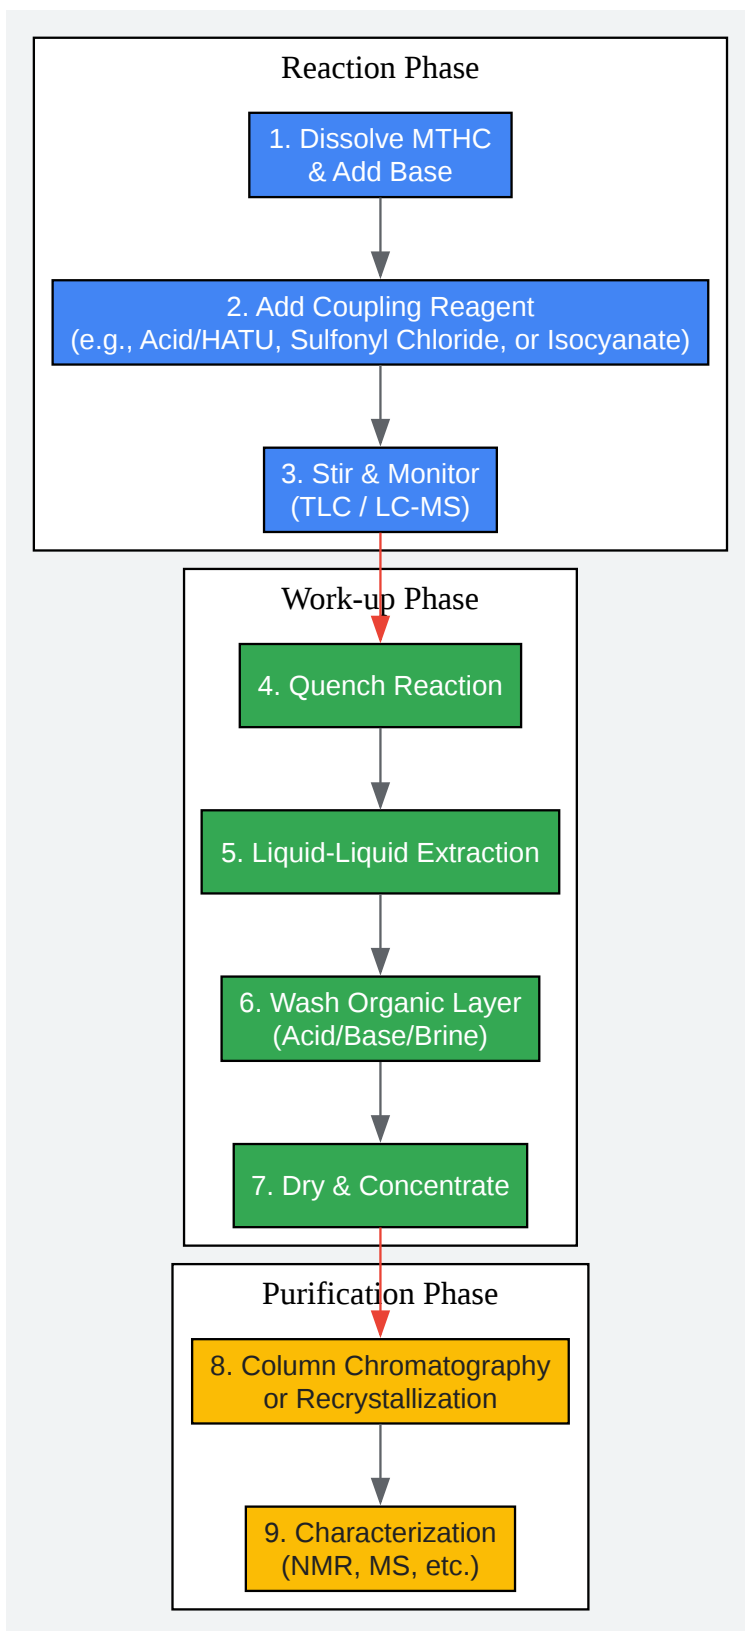 Reaction Phase
1. Dissolve MTHC
& Add Base
2. Add Coupling Reagent
(e.g., Acid/HATU, Sulfonyl Chloride, or Isocyanate)
3. Stir & Monitor
(TLC / LC-MS)
Work-up Phase
4. Quench Reaction
5. Liquid-Liquid Extraction
6. Wash Organic Layer
(Acid/Base/Brine)
7. Dry & Concentrate
Purification Phase
8. Column Chromatography
or Recrystallization
9. Characterization
(NMR, MS, etc.)